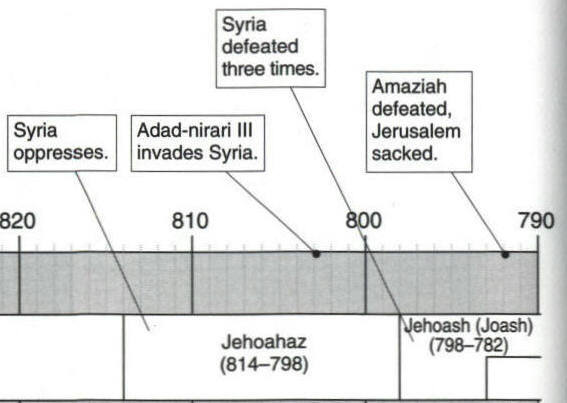 Syria
defeated
three times.
Amaziah
defeated,
Jerusalem
sacked.
Syria
oppresses.
Adad-nirari III
invades Syria.
820
810
800
790
Jehoahaz
(814–798)
Jehoash (Joash)
(798–782)